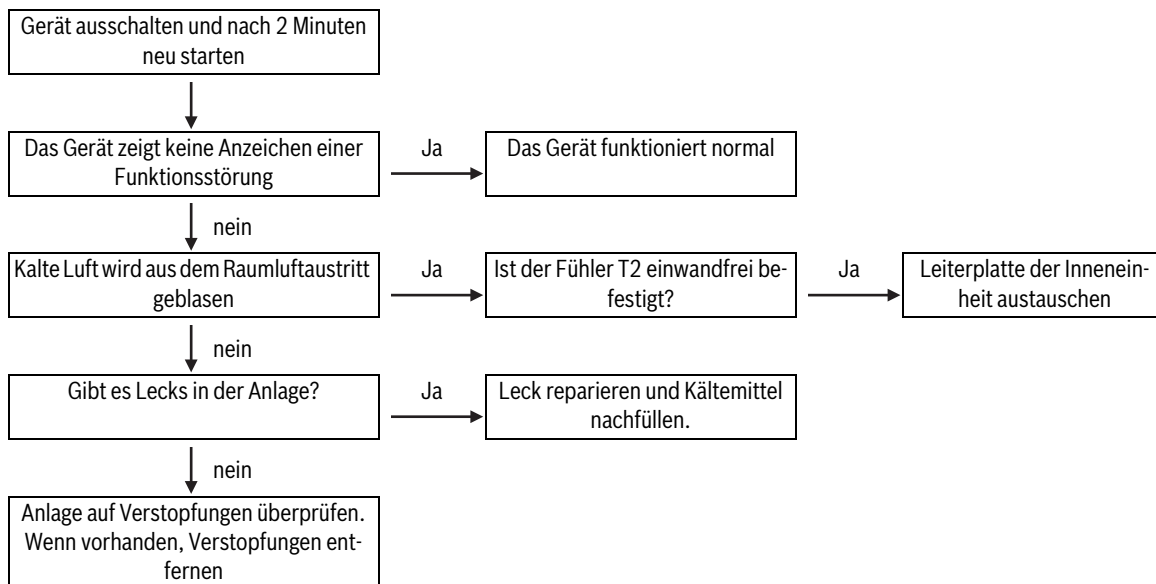 Gerät ausschalten und nach 2 Minuten
neu starten
Das Gerät zeigt keine Anzeichen einer
Funktionsstörung
Ja
Das Gerät funktioniert normal
nein
Kalte Luft wird aus dem Raumluftaustritt
geblasen
Ja
Ist der Fühler T2 einwandfrei be-
festigt?
Ja
Leiterplatte der Innenein-
heit austauschen
nein
Gibt es Lecks in der Anlage?
Ja
Leck reparieren und Kältemittel
nachfüllen.
nein
Anlage auf Verstopfungen überprüfen.
Wenn vorhanden, Verstopfungen ent-
fernen